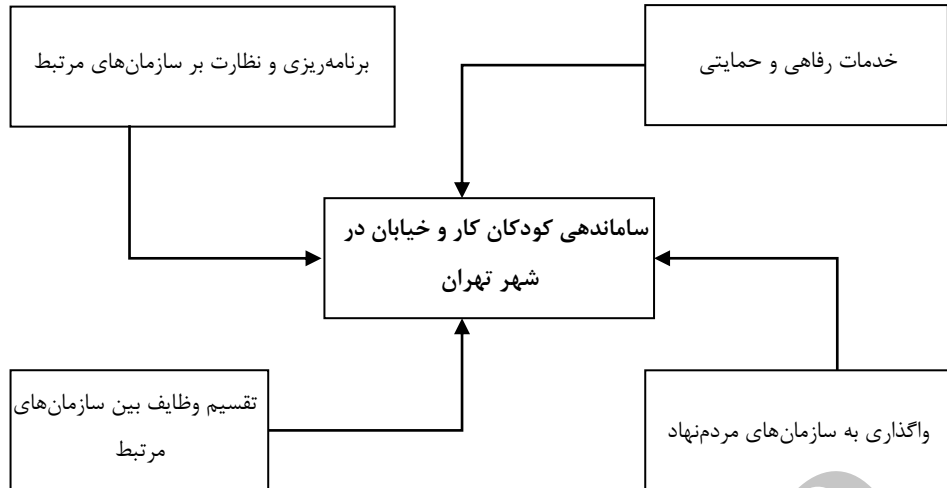 خدمات رفاهی و حمایتی
برنامه‌ریزی و نظارت بر سازمان‌های مرتبط
ساماندهی کودکان کار و خیابان در
شهر تهران
تقسیم وظایف بین سازمان‌های
مرتبط
واگذاری به سازمان‌های مردم‌نهاد